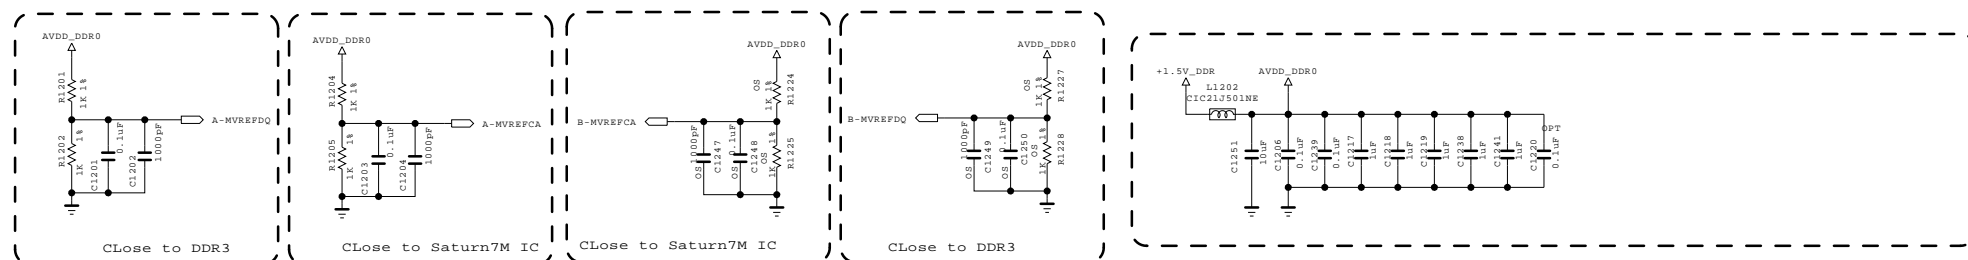 AVDD_DDR0
R1201
1K 1%
R1202
1K 1%
C1201
0.1uF
C1202
1000pF
A-MVREFDQ
CLose to DDR3
AVDD_DDR0
R1204
1K 1%
R1205
1K 1%
C1203
0.1uF
C1204
1000pF
A-MVREFCA
CLose to Saturn7M IC
AVDD_DDR0
OS
1K 1%
R1224
B-MVREFCA
OS 1000pF
C1247
OS 0.1uF
C1248
OS
1K 1%
R1225
CLose to Saturn7M IC
AVDD_DDR0
OS
1K 1%
R1227
B-MVREFDQ
OS 1000pF
C1249
OS 0.1uF
C1250
OS
1K 1%
R1228
CLose to DDR3
+1.5V_DDR
AVDD_DDR0
L1202
CIC21J501NE
C1251
10uF
C1206
0.1uF
C1239
0.1uF
C1217
1uF
C1218
1uF
C1219
1uF
C1238
1uF
C1241
1uF
OPT
C1220
0.1uF